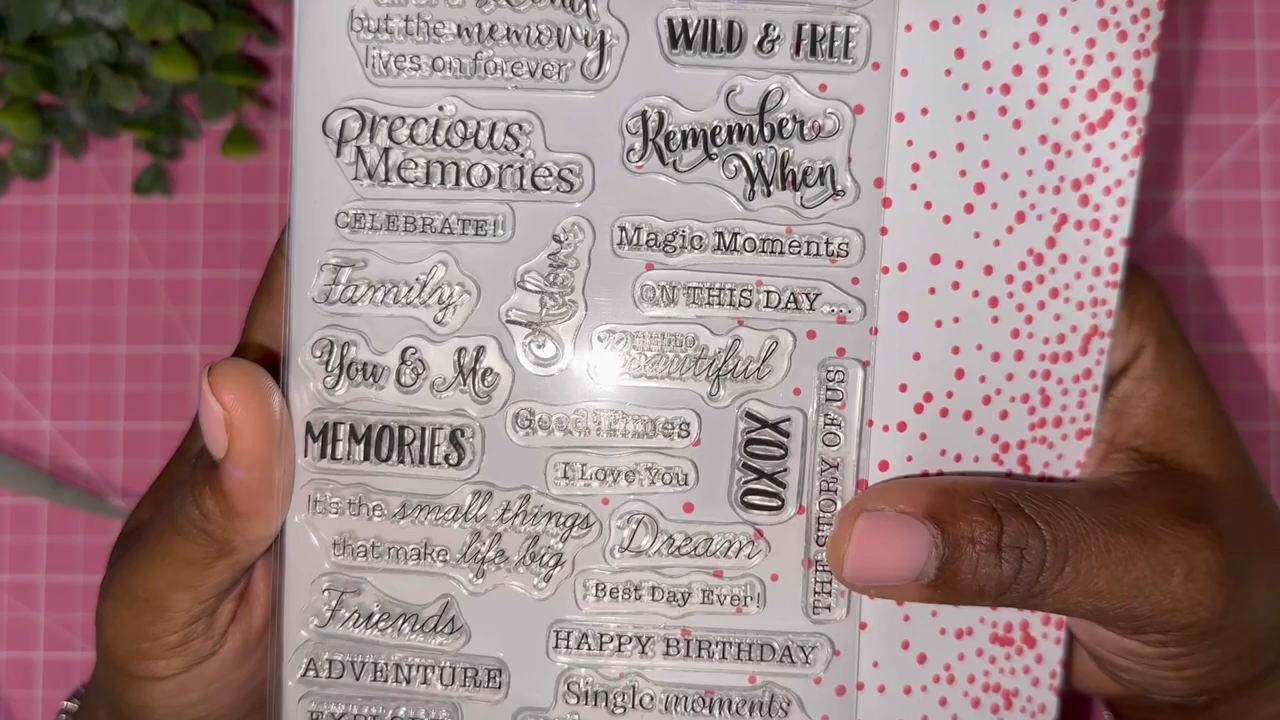 but the memory
lives on forever
WILD & FREE
Precious
Memories
Remember
When
CELEBRATE!
Magic Moments
Family
Adore
ON THIS DAY....
HELLO
Beautiful
You & Me
Good Times
XOXO
THE STORY OF US
MEMORIES
I Love You
It's the small things
that make life big
Dream
Best Day Ever!
Friends
HAPPY BIRTHDAY
ADVENTURE
Single moments